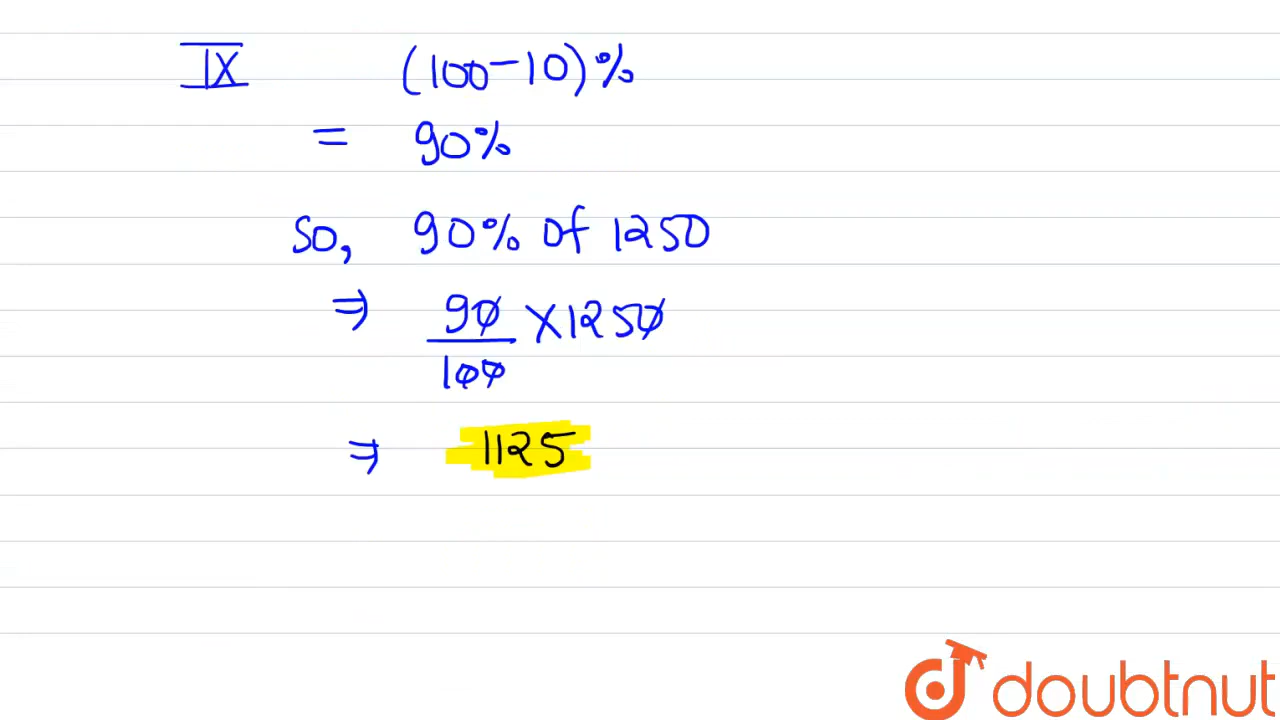 IX (100-10)%
= 90%
so, 90% of 1250
⇒ 90/100 × 1250
⇒ 1125
doubtnut